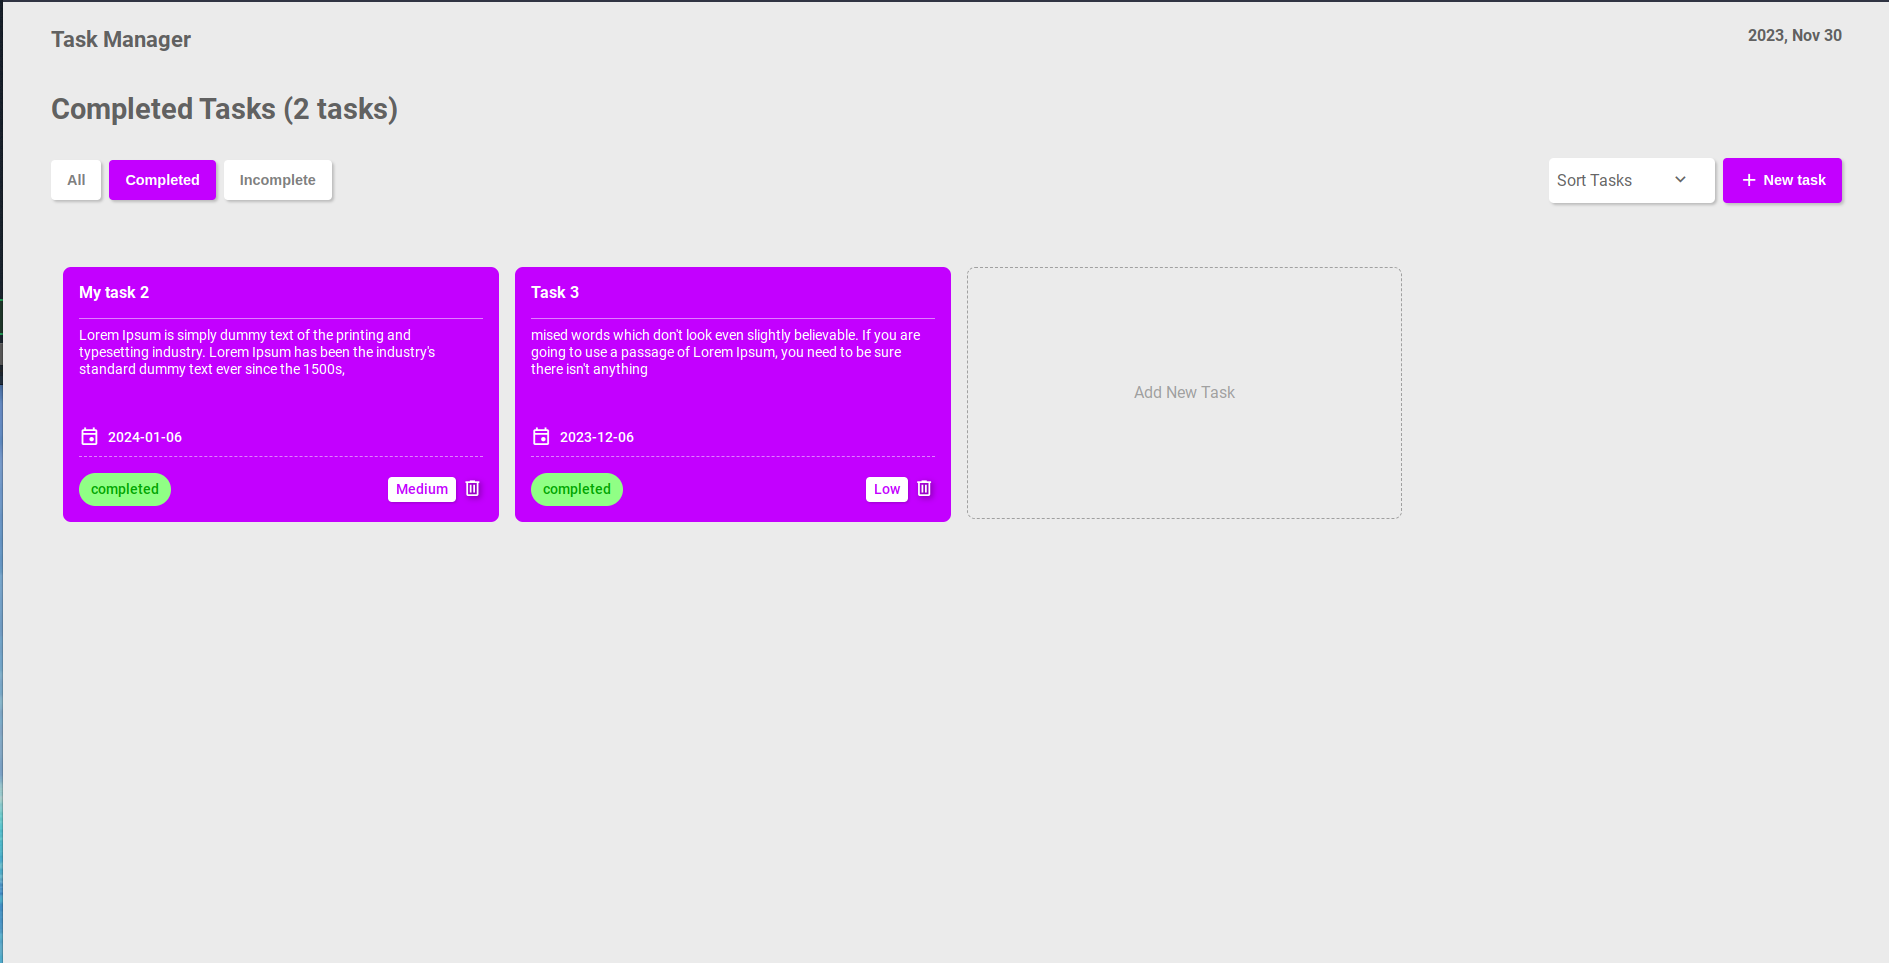 Task Manager
2023, Nov 30
Completed Tasks (2 tasks)
All
Completed
Incomplete
Sort Tasks
New task
My task 2
Lorem Ipsum is simply dummy text of the printing and
typesetting industry. Lorem Ipsum has been the industry's
standard dummy text ever since the 1500s,
2024-01-06
completed
Medium
Task 3
mised words which don't look even slightly believable. If you are
going to use a passage of Lorem Ipsum, you need to be sure
there isn't anything
2023-12-06
completed
Low
Add New Task